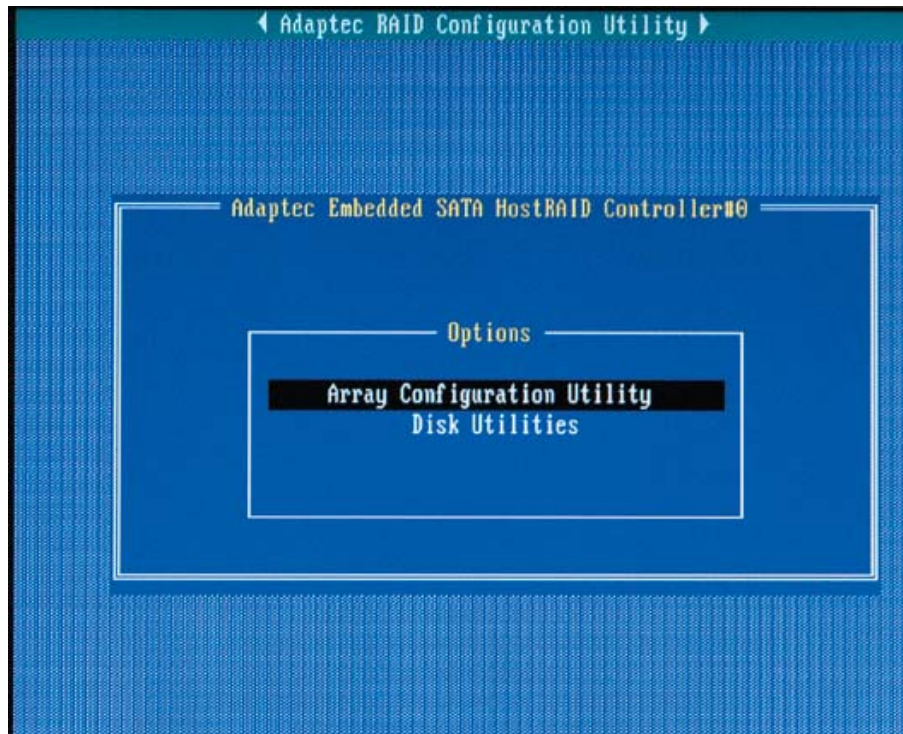 Adaptec RAID Configuration Utility
Adaptec Embedded SATA HostRAID Controller#0
Options
Array Configuration Utility
Disk Utilities